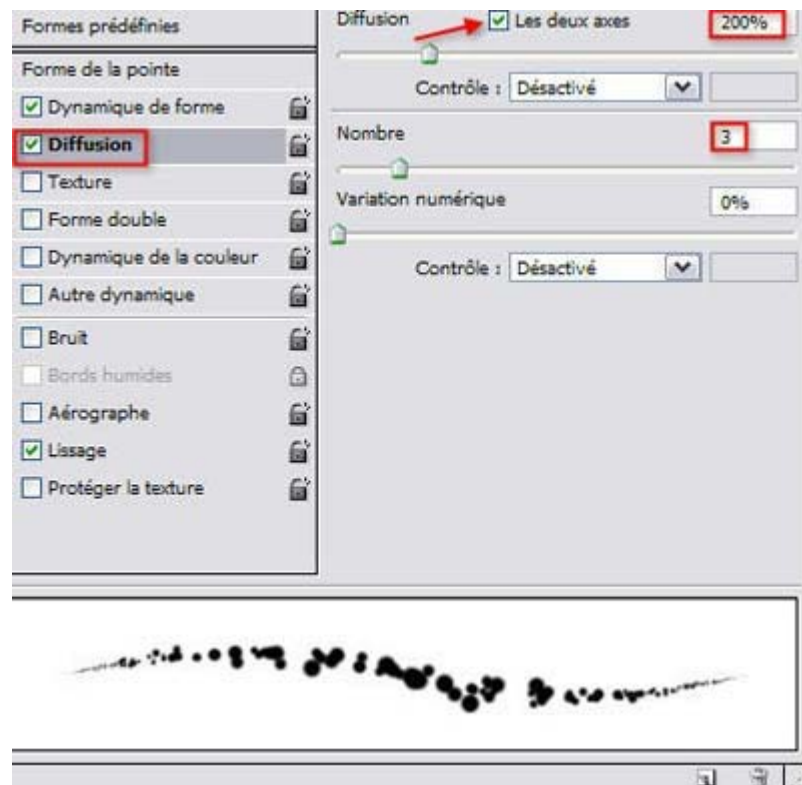 Formes prédéfinies
Forme de la pointe
Dynamique de forme
Diffusion
Texture
Forme double
Dynamique de la couleur
Autre dynamique
Bruit
Bords humides
Aérographe
Lissage
Protéger la texture
Diffusion Les deux axes 200%
Contrôle : Désactivé
Nombre 3
Variation numérique 0%
Contrôle : Désactivé